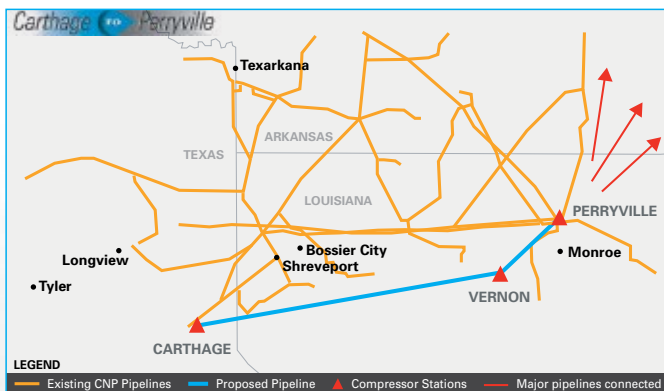 Carthage TO Perryville
Texarkana
ARKANSAS
TEXAS
LOUISIANA
PERRYVILLE
Bossier City
Monroe
Longview
Shreveport
Tyler
VERNON
CARTHAGE
LEGEND
Existing CNP Pipelines Proposed Pipeline Compressor Stations Major pipelines connected